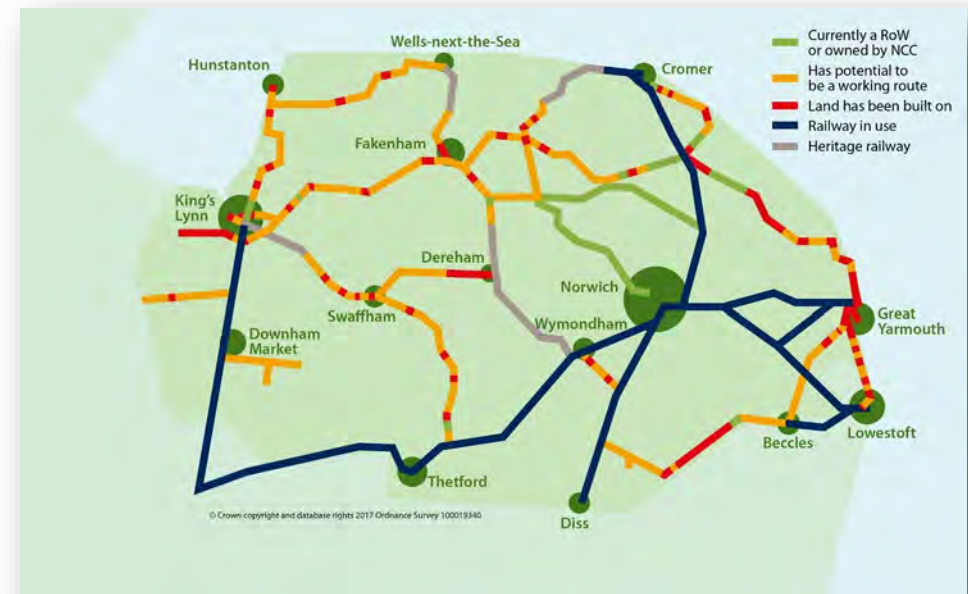 Wells-next-the-Sea
Hunstanton
Cromer
Currently a RoW
or owned by NCC
Has potential to
be a working route
Land has been built on
Railway in use
Heritage railway
Fakenham
King's
Lynn
Dereham
Norwich
Swaffham
Wymondham
Great
Yarmouth
Downham
Market
Beccles
Lowestoft
Thetford
Diss
© Crown copyright and database rights 2017 Ordnance Survey 100019340